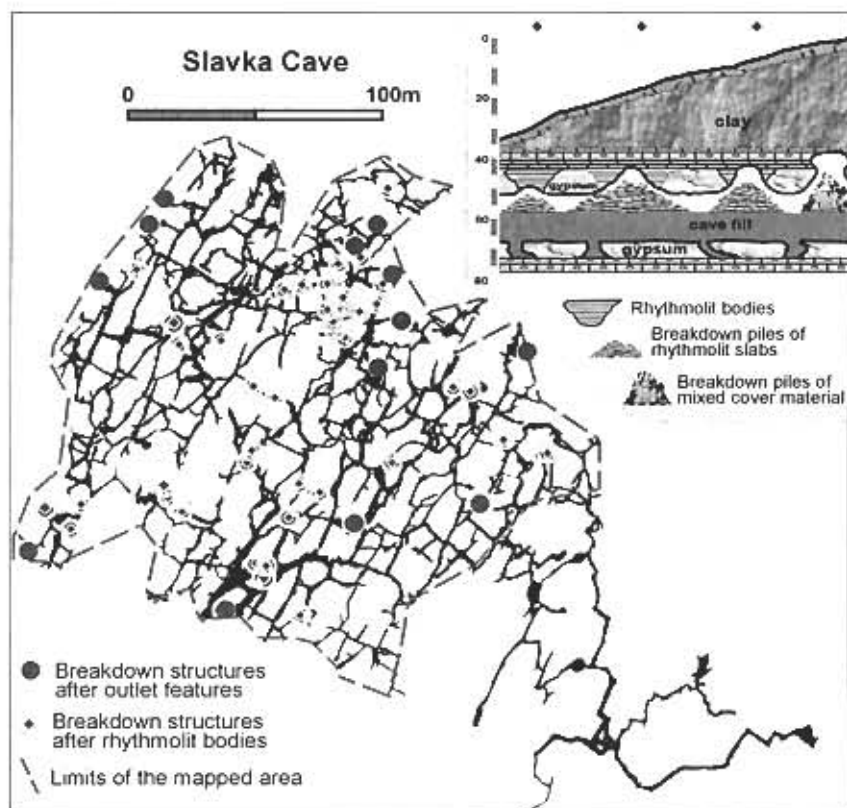 Slavka Cave
0 100m
0
20
40
60
80
clay
gypsum
cave fill
gypsum
Rhythmolit bodies
Breakdown piles of
rhythmolit slabs
Breakdown piles of
mixed cover material
Breakdown structures
after outlet features
Breakdown structures
after rhythmolit bodies
Limits of the mapped area